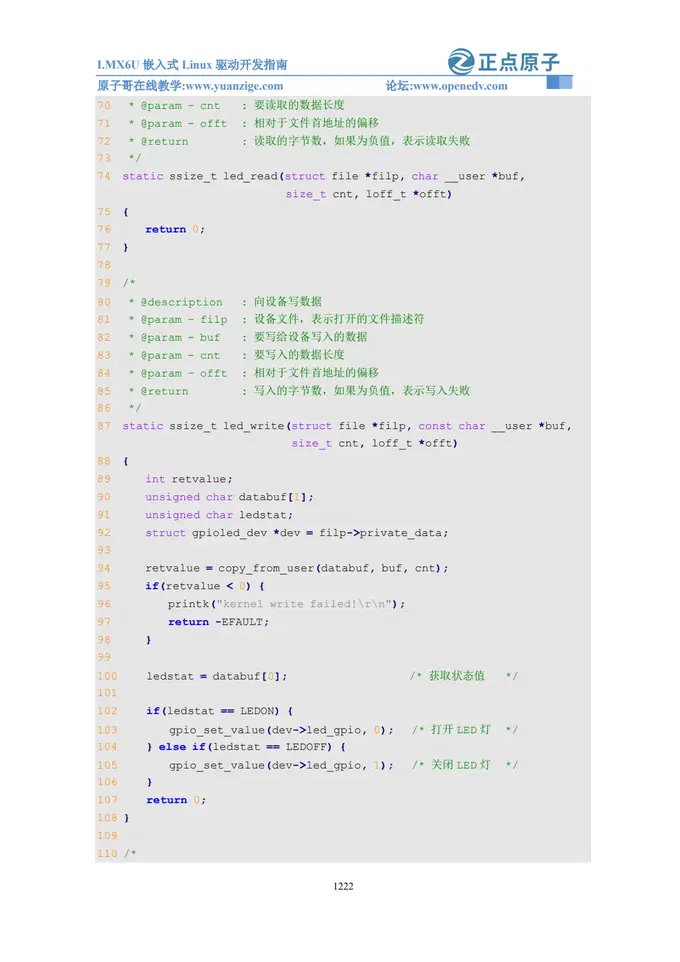 I.MX6U 嵌入式 Linux 驱动开发指南
正点原子
原子哥在线教学:www.yuanzige.com 论坛:www.openedv.com
70 * @param - cnt : 要读取的数据长度
71 * @param - offt : 相对于文件首地址的偏移
72 * @return : 读取的字节数，如果为负值，表示读取失败
73 */
74 static ssize_t led_read(struct file *filp, char __user *buf,
size_t cnt, loff_t *offt)
75 {
76 return 0;
77 }
78
79 /*
80 * @description : 向设备写数据
81 * @param - filp : 设备文件，表示打开的文件描述符
82 * @param - buf : 要写给设备写入的数据
83 * @param - cnt : 要写入的数据长度
84 * @param - offt : 相对于文件首地址的偏移
85 * @return : 写入的字节数，如果为负值，表示写入失败
86 */
87 static ssize_t led_write(struct file *filp, const char __user *buf,
size_t cnt, loff_t *offt)
88 {
89 int retvalue;
90 unsigned char databuf[1];
91 unsigned char ledstat;
92 struct gpioled_dev *dev = filp->private_data;
93
94 retvalue = copy_from_user(databuf, buf, cnt);
95 if(retvalue < 0) {
96 printk("kernel write failed!\r\n");
97 return -EFAULT;
98 }
99
100 ledstat = databuf[0]; /* 获取状态值 */
101
102 if(ledstat == LEDON) {
103 gpio_set_value(dev->led_gpio, 0); /* 打开 LED 灯 */
104 } else if(ledstat == LEDOFF) {
105 gpio_set_value(dev->led_gpio, 1); /* 关闭 LED 灯 */
106 }
107 return 0;
108 }
109
110 /*
1222